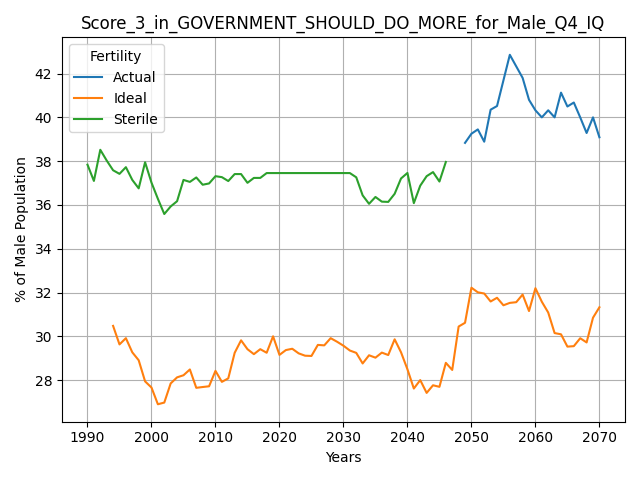 Score_3_in_GOVERNMENT_SHOULD_DO_MORE_for_Male_Q4_IQ
Fertility
Actual
Ideal
Sterile
% of Male Population
42
40
38
36
34
32
30
28
1990
2000
2010
2020
2030
2040
2050
2060
2070
Years